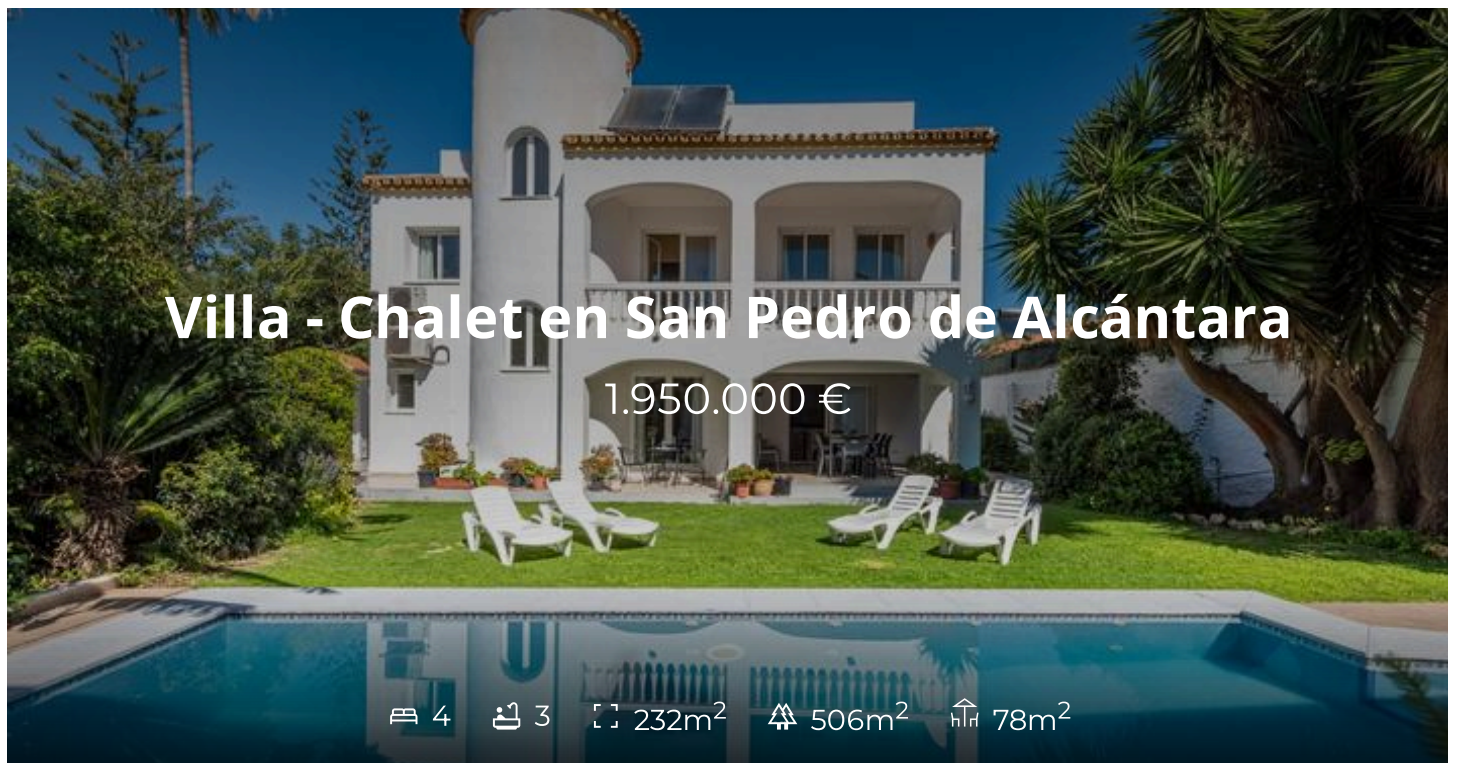 Villa - Chalet en San Pedro de Alcántara
1.950.000 €
4 3 232m² 506m² 78m²